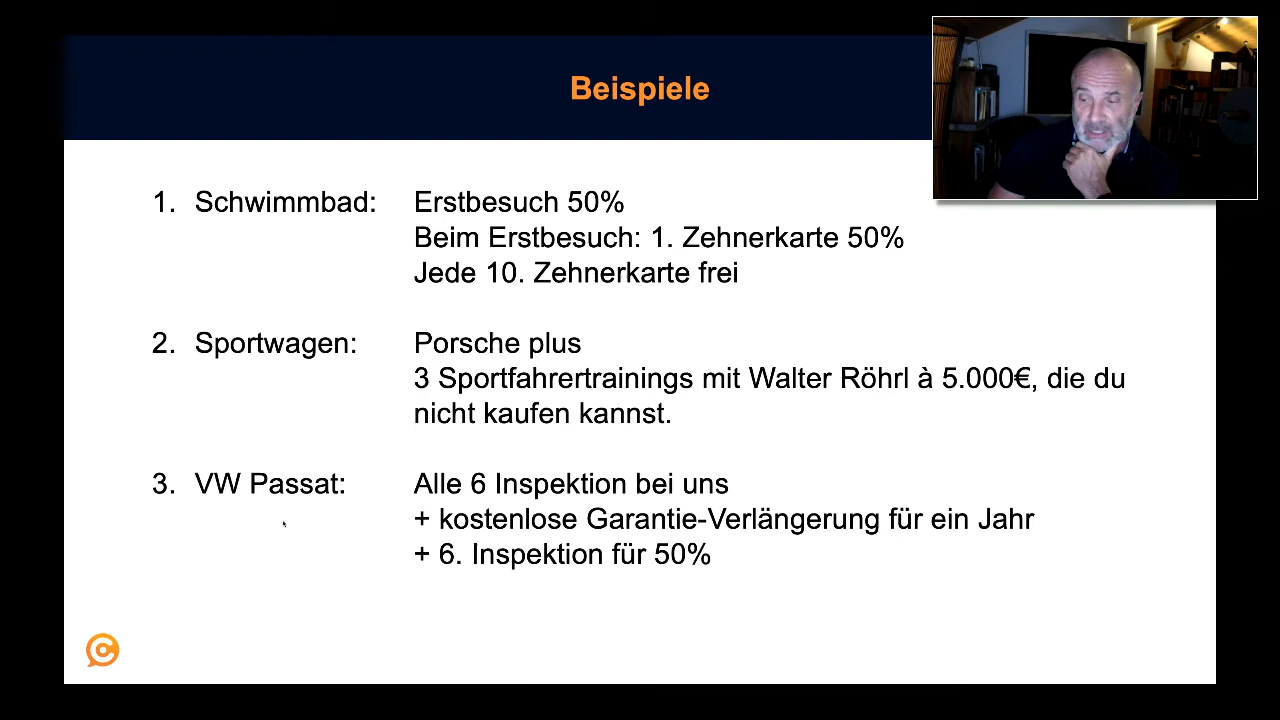 Beispiele
1. Schwimmbad: Erstbesuch 50%
Beim Erstbesuch: 1. Zehnerkarte 50%
Jede 10. Zehnerkarte frei
2. Sportwagen: Porsche plus
3 Sportfahrertrainings mit Walter Röhrl à 5.000€, die du
nicht kaufen kannst.
3. VW Passat: Alle 6 Inspektion bei uns
+ kostenlose Garantie-Verlängerung für ein Jahr
+ 6. Inspektion für 50%